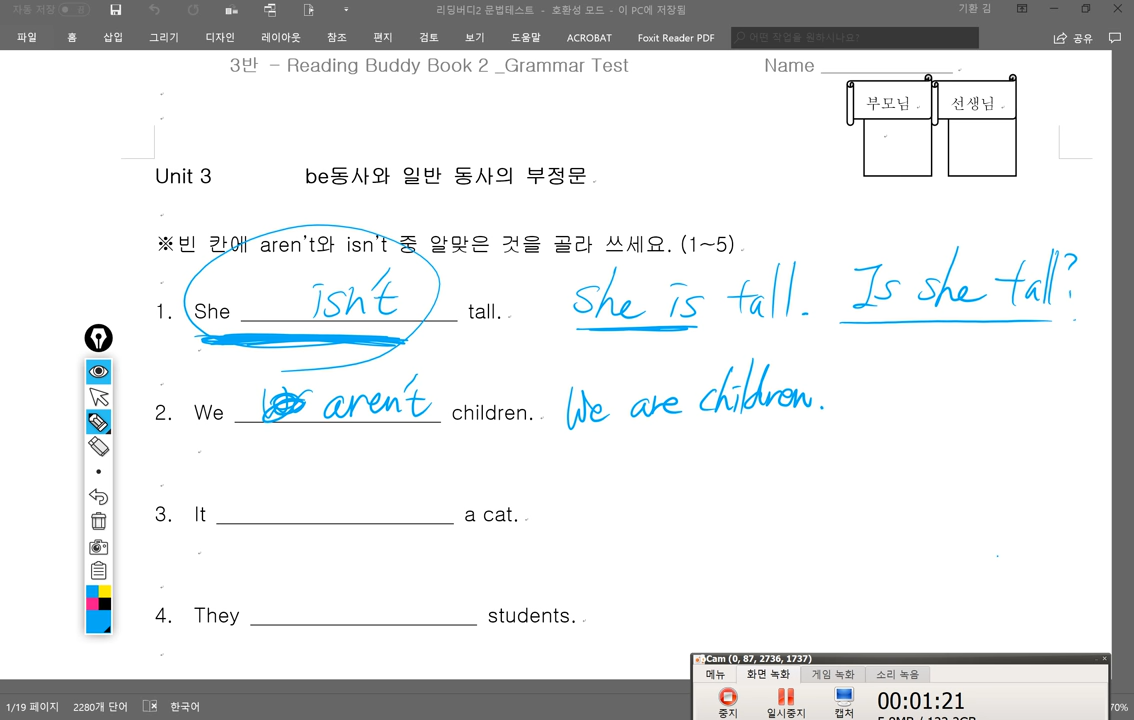 자동 저장
리딩버디2 문법테스트 - 호환성 모드 - 이 PC에 저장됨
기환 김
파일 홈 삽입 그리기 디자인 레이아웃 참조 편지 검토 보기 도움말 ACROBAT Foxit Reader PDF 어떤 작업을 원하시나요? 공유
3반 - Reading Buddy Book 2 _Grammar Test Name
부모님 선생님
Unit 3 be동사와 일반 동사의 부정문
※빈 칸에 aren't와 isn't 중 알맞은 것을 골라 쓰세요. (1~5)
1. She isn't tall. she is tall. Is she tall?
2. We aren't children. We are children.
3. It a cat.
4. They students.
Cam (0, 87, 2736, 1737)
메뉴 화면 녹화 게임 녹화 소리 녹음
중지 일시중지 캡처 00:01:21
1/19 페이지 2280개 단어 한국어
70%